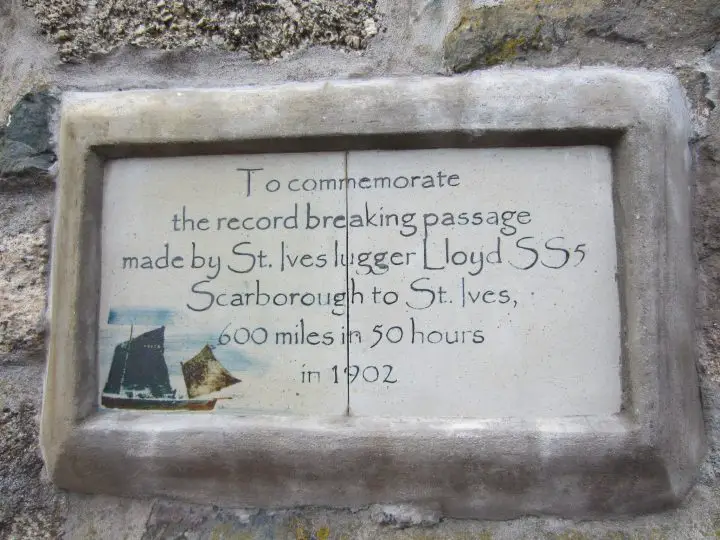 To commemorate
the record breaking passage
made by St. Ives lugger Lloyd SS5
Scarborough to St. Ives,
600 miles in 50 hours
in 1902